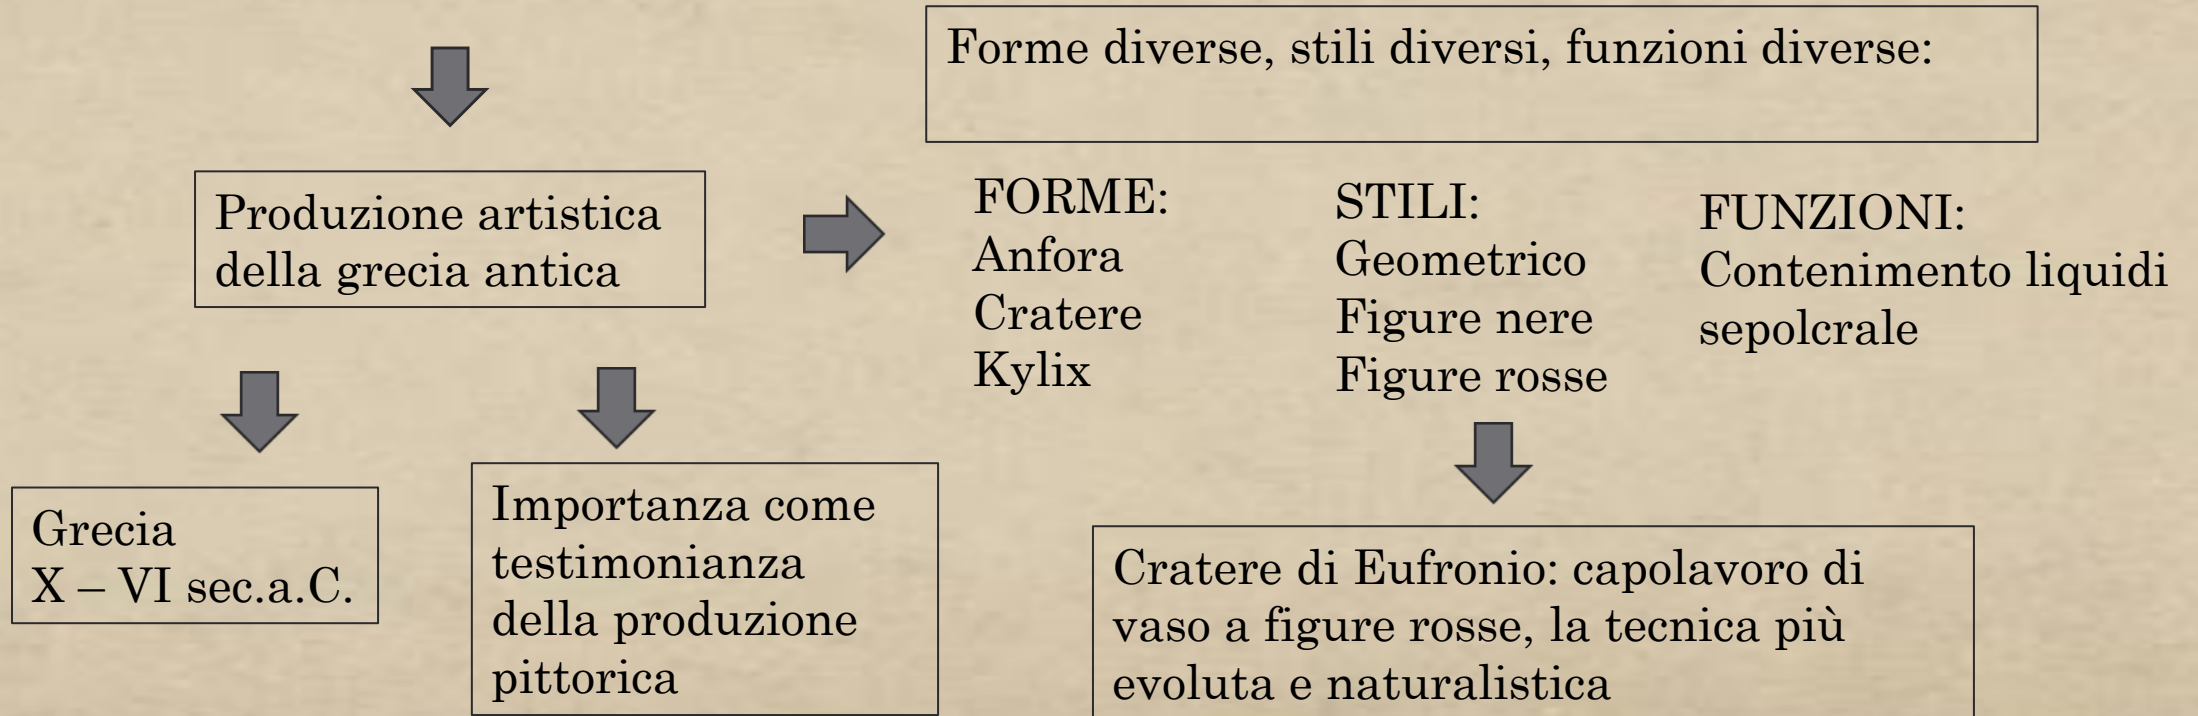 Forme diverse, stili diversi, funzioni diverse:
Produzione artistica
della grecia antica
FORME:
Anfora
Cratere
Kylix
STILI:
Geometrico
Figure nere
Figure rosse
FUNZIONI:
Contenimento liquidi
sepolcrale
Grecia
X – VI sec.a.C.
Importanza come
testimonianza
della produzione
pittorica
Cratere di Eufronio: capolavoro di
vaso a figure rosse, la tecnica più
evoluta e naturalistica